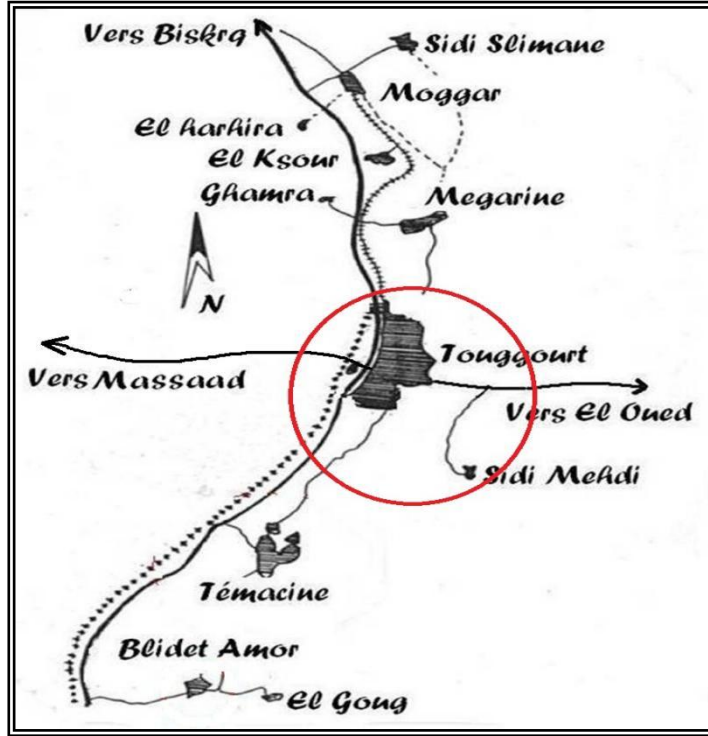 Vers Biskrq
Sidi Slimane
Moggar
El harhira
El Ksour
Ghamra
Megarine
N
Touggourt
Vers Massaad
Vers El Oued
Sidi Mehdi
Témacine
Blidet Amor
El Goug